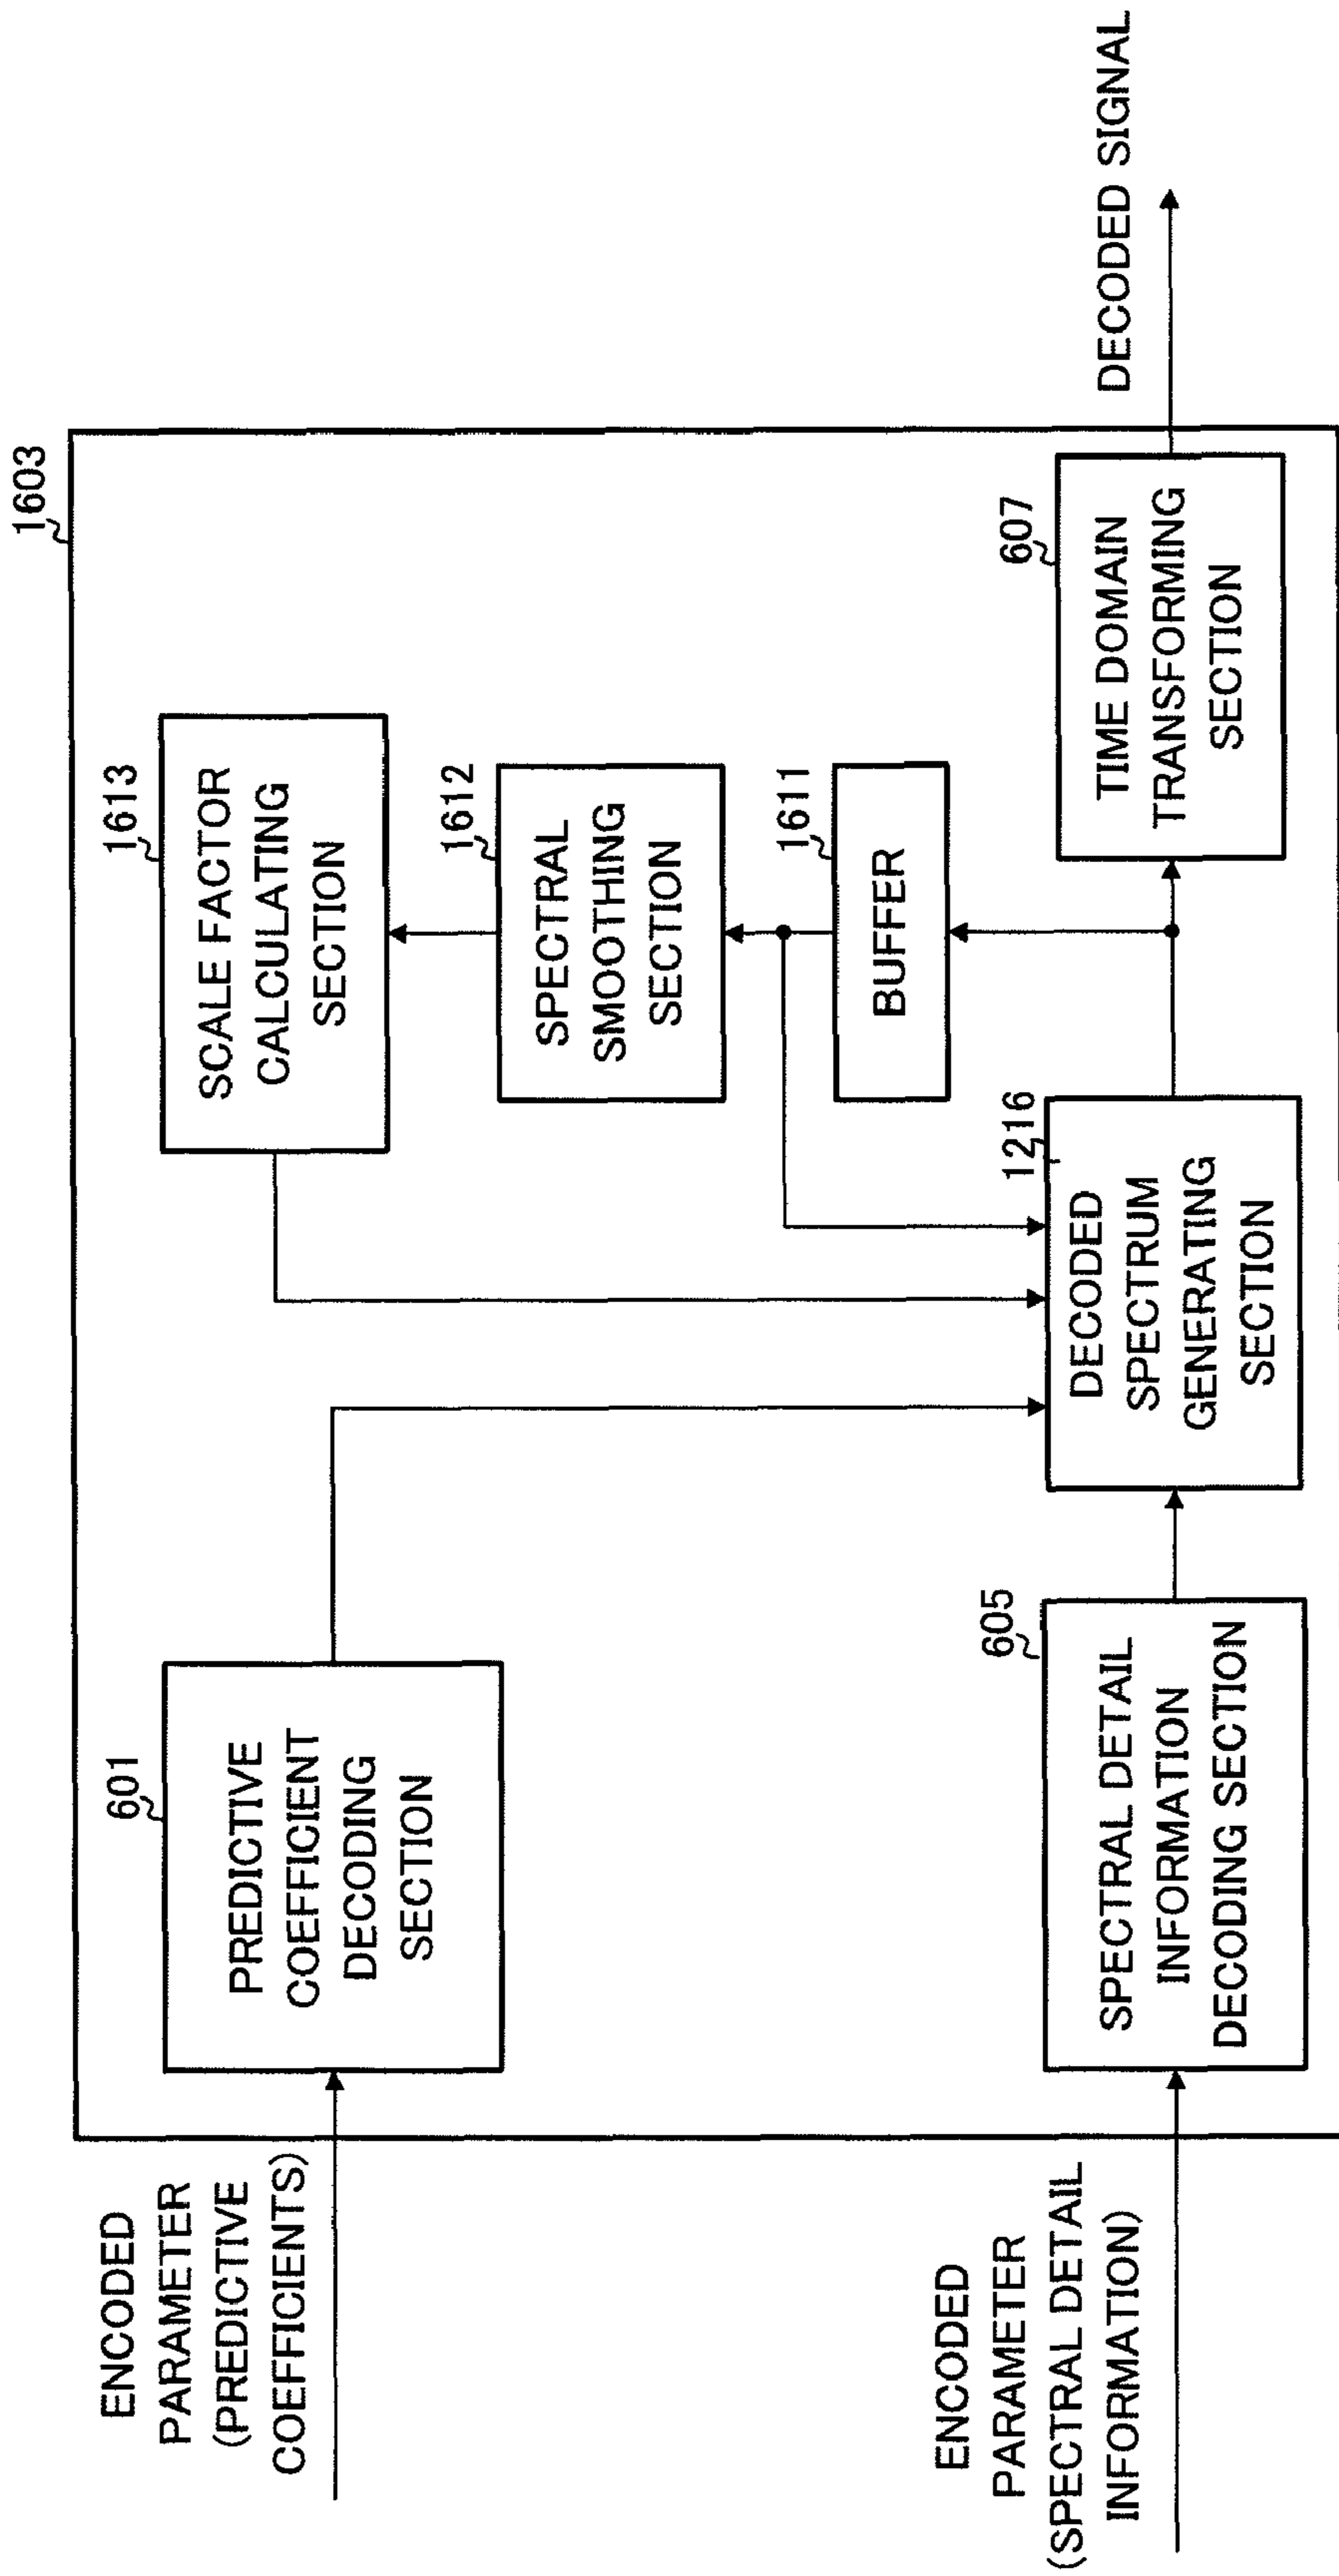 1603
ENCODED
PARAMETER
(PREDICTIVE
COEFFICIENTS)
601
PREDICTIVE
COEFFICIENT
DECODING
SECTION
1613
SCALE FACTOR
CALCULATING
SECTION
1612
SPECTRAL
SMOOTHING
SECTION
1611
BUFFER
ENCODED
PARAMETER
(SPECTRAL DETAIL
INFORMATION)
605
SPECTRAL DETAIL
INFORMATION
DECODING SECTION
1216
DECODED
SPECTRUM
GENERATING
SECTION
607
TIME DOMAIN
TRANSFORMING
SECTION
DECODED SIGNAL